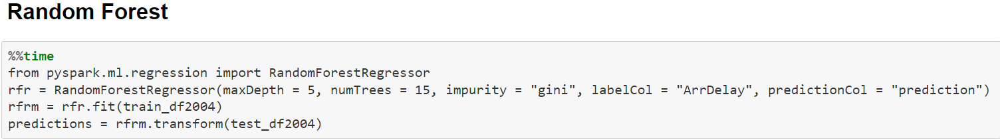 Random Forest
%%time
from pyspark.ml.regression import RandomForestRegressor
rfr = RandomForestRegressor(maxDepth = 5, numTrees = 15, impurity = "gini", labelCol = "ArrDelay", predictionCol = "prediction")
rfrm = rfr.fit(train_df2004)
predictions = rfrm.transform(test_df2004)